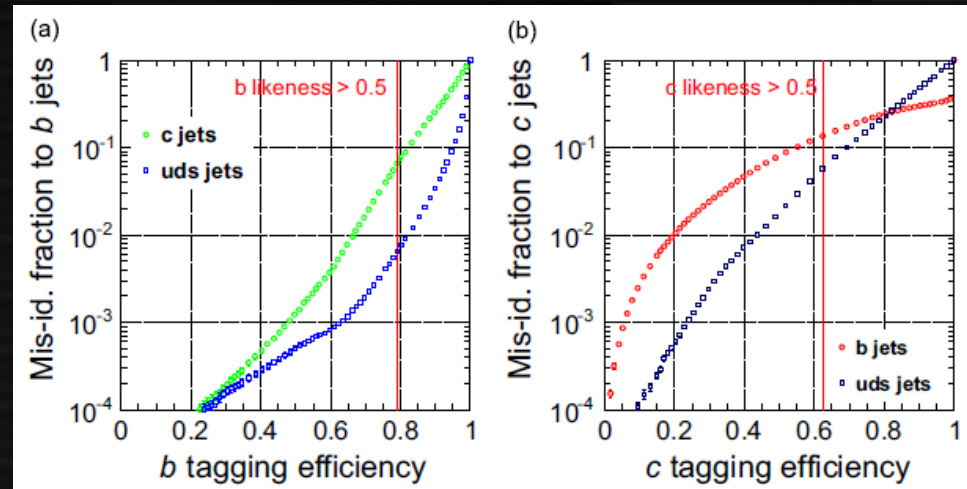 (a)
Mis-id. fraction to b jets
1
10⁻¹
10⁻²
10⁻³
10⁻⁴
b likeness > 0.5
c jets
uds jets
0 0.2 0.4 0.6 0.8 1
b tagging efficiency
(b)
Mis-id. fraction to c jets
1
10⁻¹
10⁻²
10⁻³
10⁻⁴
c likeness > 0.5
b jets
uds jets
0 0.2 0.4 0.6 0.8 1
c tagging efficiency